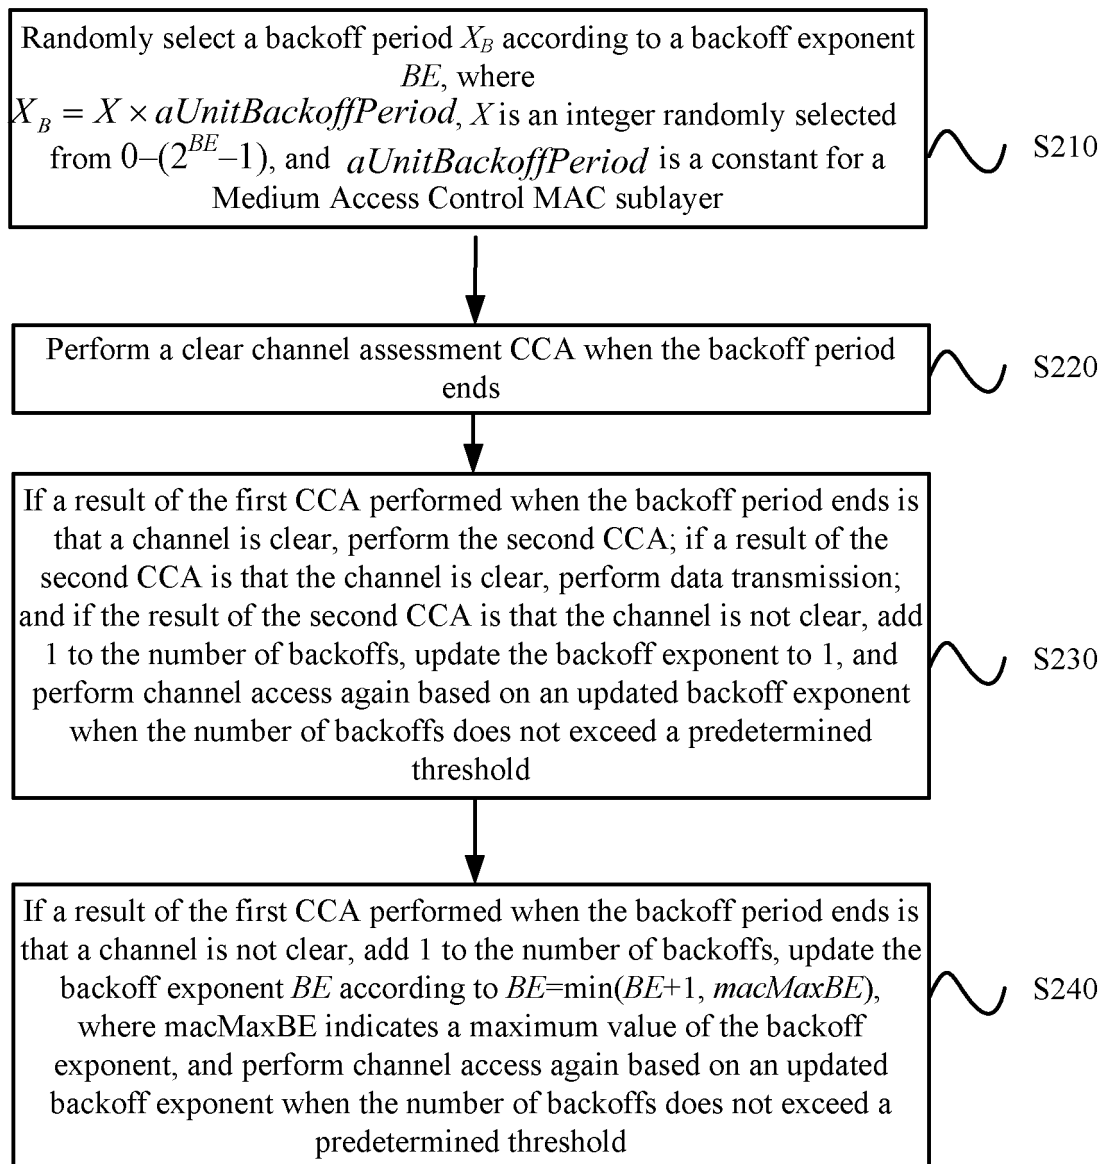 Randomly select a backoff period X_B according to a backoff exponent
BE, where
X_B = X × aUnitBackoffPeriod, X is an integer randomly selected
from 0–(2^BE–1), and aUnitBackoffPeriod is a constant for a
Medium Access Control MAC sublayer
S210
Perform a clear channel assessment CCA when the backoff period
ends
S220
If a result of the first CCA performed when the backoff period ends is
that a channel is clear, perform the second CCA; if a result of the
second CCA is that the channel is clear, perform data transmission;
and if the result of the second CCA is that the channel is not clear, add
1 to the number of backoffs, update the backoff exponent to 1, and
perform channel access again based on an updated backoff exponent
when the number of backoffs does not exceed a predetermined
threshold
S230
If a result of the first CCA performed when the backoff period ends is
that a channel is not clear, add 1 to the number of backoffs, update the
backoff exponent BE according to BE=min(BE+1, macMaxBE),
where macMaxBE indicates a maximum value of the backoff
exponent, and perform channel access again based on an updated
backoff exponent when the number of backoffs does not exceed a
predetermined threshold
S240